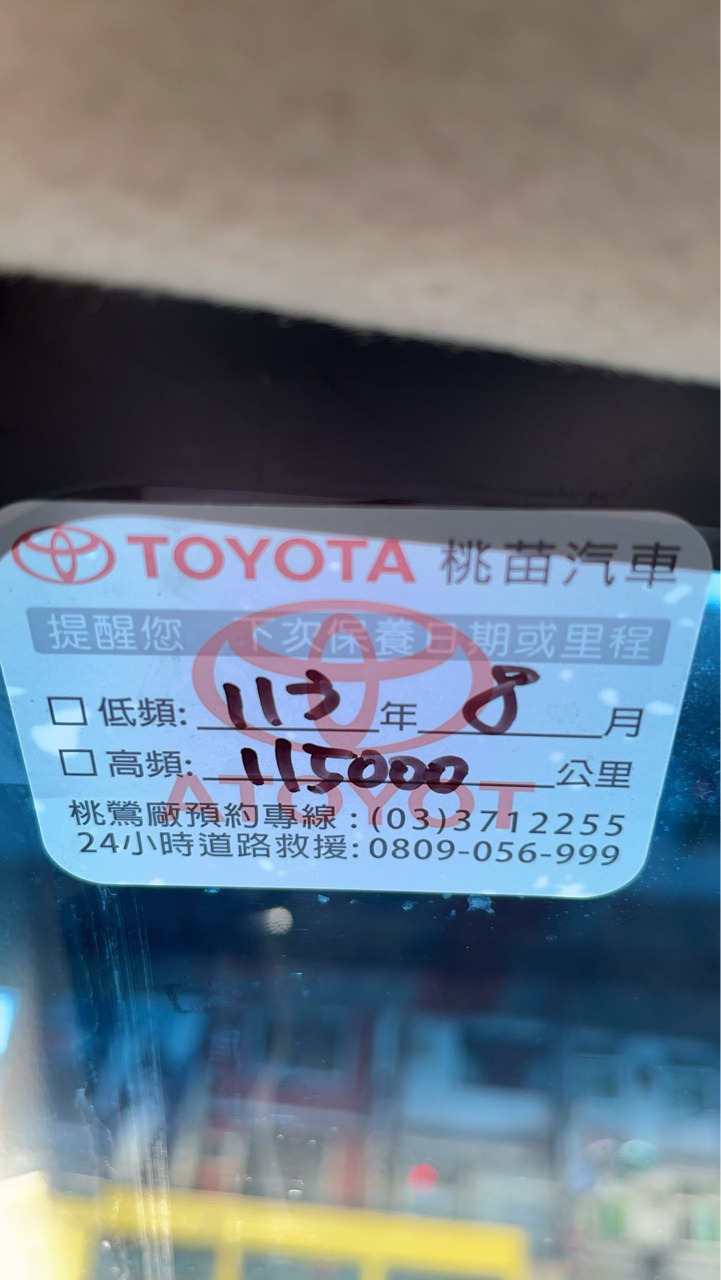 TOYOTA 桃苗汽車
提醒您 下次保養日期或里程
□ 低頻: 113 年 8 月
□ 高頻: 115000 公里
TOYOTA
桃鶯廠預約專線：(03)3712255
24小時道路救援: 0809-056-999